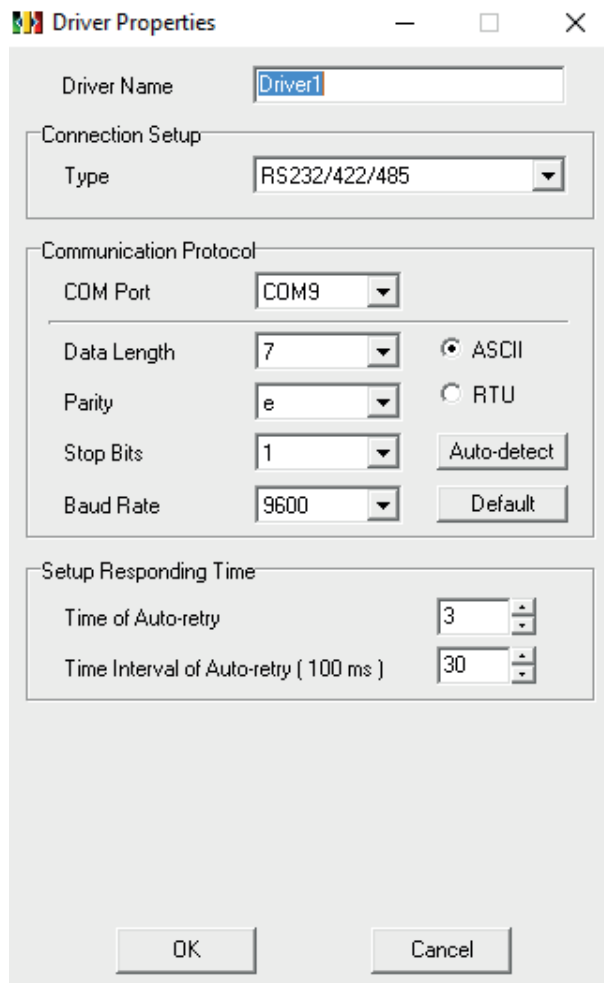 Driver Properties
Driver Name Driver1
Connection Setup
Type RS232/422/485
Communication Protocol
COM Port COM9
Data Length 7 ASCII
Parity e RTU
Stop Bits 1 Auto-detect
Baud Rate 9600 Default
Setup Responding Time
Time of Auto-retry 3
Time Interval of Auto-retry ( 100 ms ) 30
OK Cancel